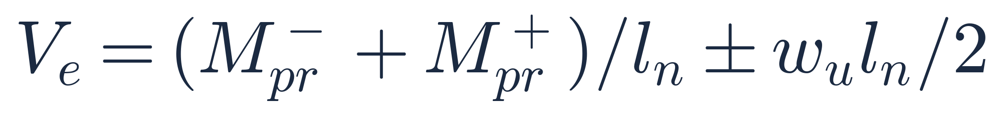 V_e = (M_{pr}^- + M_{pr}^+)/l_n ± w_u l_n/2